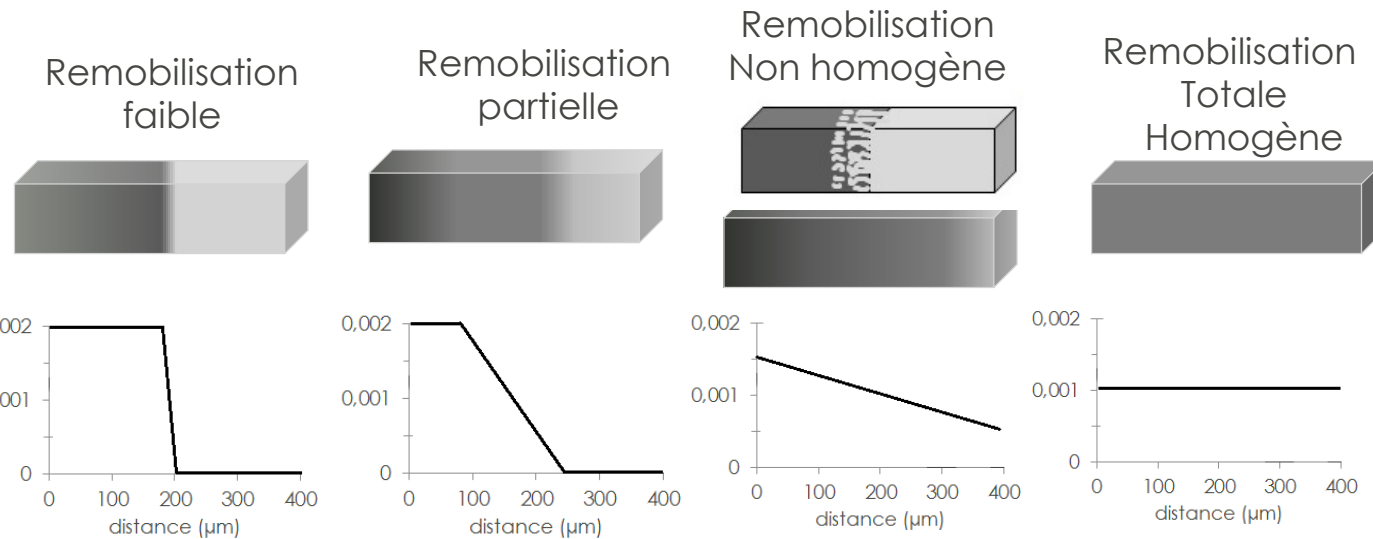 Remobilisation
faible
Remobilisation
partielle
Remobilisation
Non homogène
Remobilisation
Totale
Homogène
,002
,001
0
0 100 200 300 400
distance (µm)
0,002
0,001
0
0 100 200 300 400
distance (µm)
0,002
0,001
0
0 100 200 300 400
distance (µm)
0,002
0,001
0
0 100 200 300 400
distance (µm)